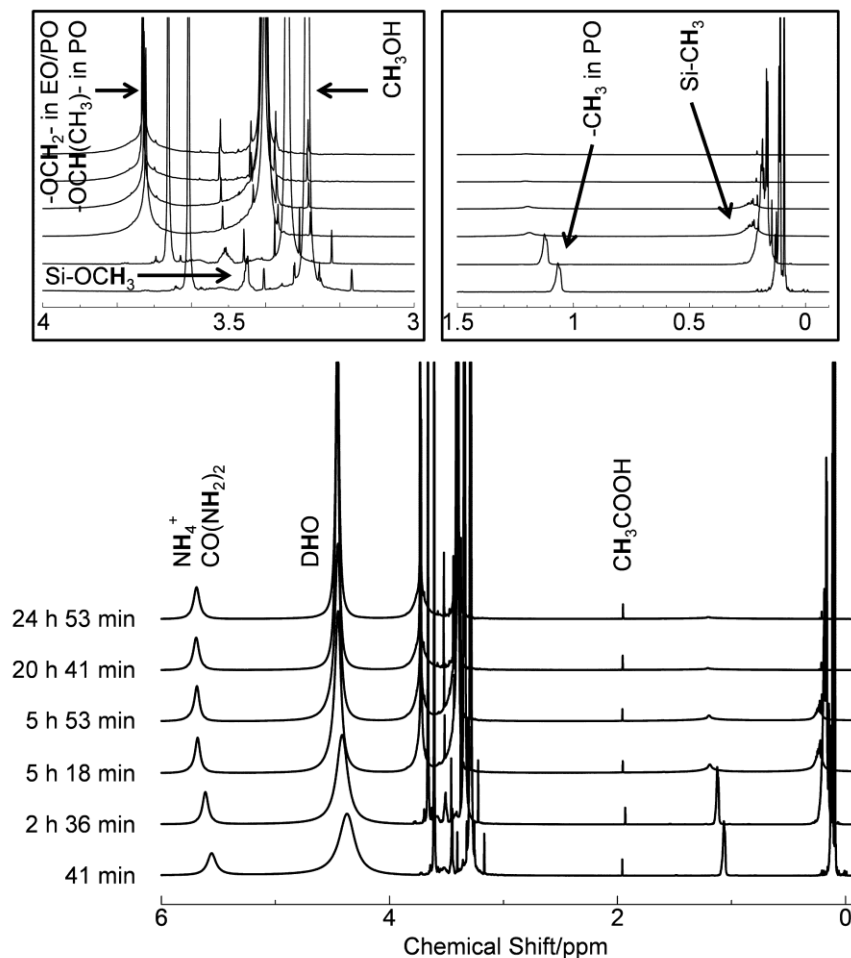 -OCH2- in EO/PO
-OCH(CH3)- in PO
CH3OH
Si-OCH3
4
3.5
3
-CH3 in PO
Si-CH3
1.5
1
0.5
0
NH4+
CO(NH2)2
DHO
CH3COOH
24 h 53 min
20 h 41 min
5 h 53 min
5 h 18 min
2 h 36 min
41 min
6
4
2
0
Chemical Shift/ppm